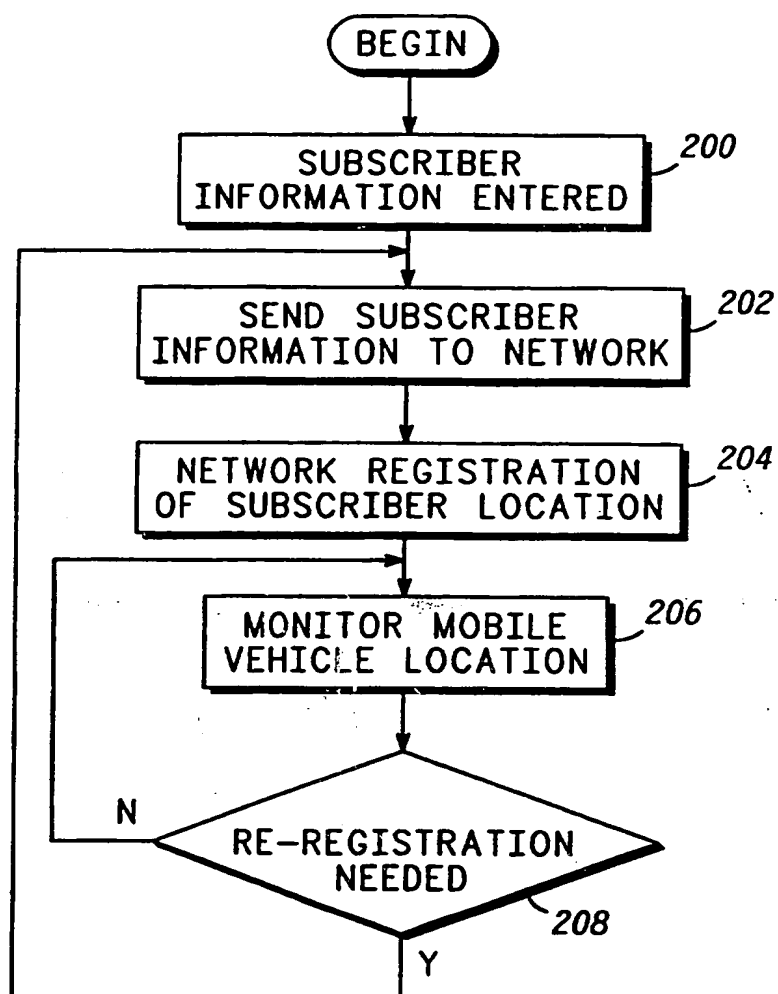 BEGIN
SUBSCRIBER
INFORMATION ENTERED
200
SEND SUBSCRIBER
INFORMATION TO NETWORK
202
NETWORK REGISTRATION
OF SUBSCRIBER LOCATION
204
MONITOR MOBILE
VEHICLE LOCATION
206
N
RE-REGISTRATION
NEEDED
208
Y